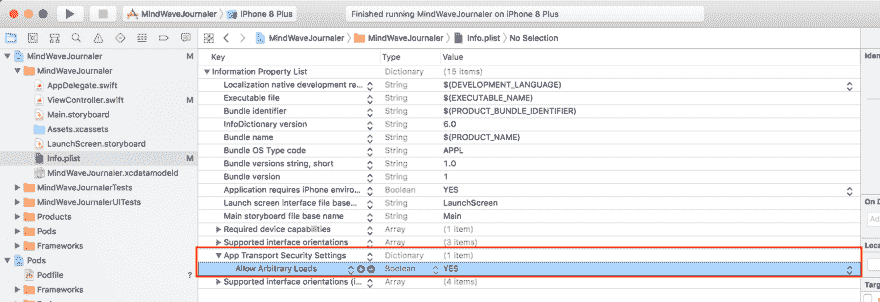 MindWaveJournaler iPhone 8 Plus Finished running MindWaveJournaler on iPhone 8 Plus
MindWaveJournaler MindWaveJournaler Info.plist No Selection
MindWaveJournaler M
MindWaveJournaler
AppDelegate.swift
ViewController.swift M
Main.storyboard
Assets.xcassets
LaunchScreen.storyboard
Info.plist M
MindWaveJournaler.xcdatamodeld
MindWaveJournalerTests
MindWaveJournalerUITests
Products
Pods
Frameworks
Pods
Podfile ?
Frameworks
Key Type Value
Information Property List Dictionary (15 items)
Localization native development re... String $(DEVELOPMENT_LANGUAGE)
Executable file String $(EXECUTABLE_NAME)
Bundle identifier String $(PRODUCT_BUNDLE_IDENTIFIER)
InfoDictionary version String 6.0
Bundle name String $(PRODUCT_NAME)
Bundle OS Type code String APPL
Bundle versions string, short String 1.0
Bundle version String 1
Application requires iPhone enviro... Boolean YES
Launch screen interface file base... String LaunchScreen
Main storyboard file base name String Main
Required device capabilities Array (1 item)
Supported interface orientations Array (3 items)
App Transport Security Settings Dictionary (1 item)
Allow Arbitrary Loads Boolean YES
Supported interface orientations (i... Array (4 items)
Iden
On D
Add
Loca
Targ